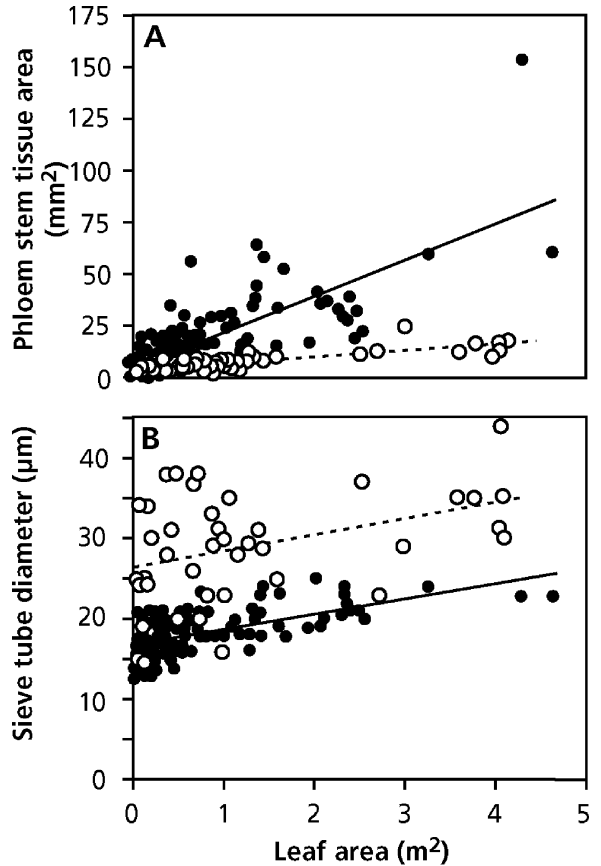 A
Phloem stem tissue area
(mm²)
175
150
125
100
75
50
25
0
B
Sieve tube diameter (µm)
40
30
20
10
0
0 1 2 3 4 5
Leaf area (m²)